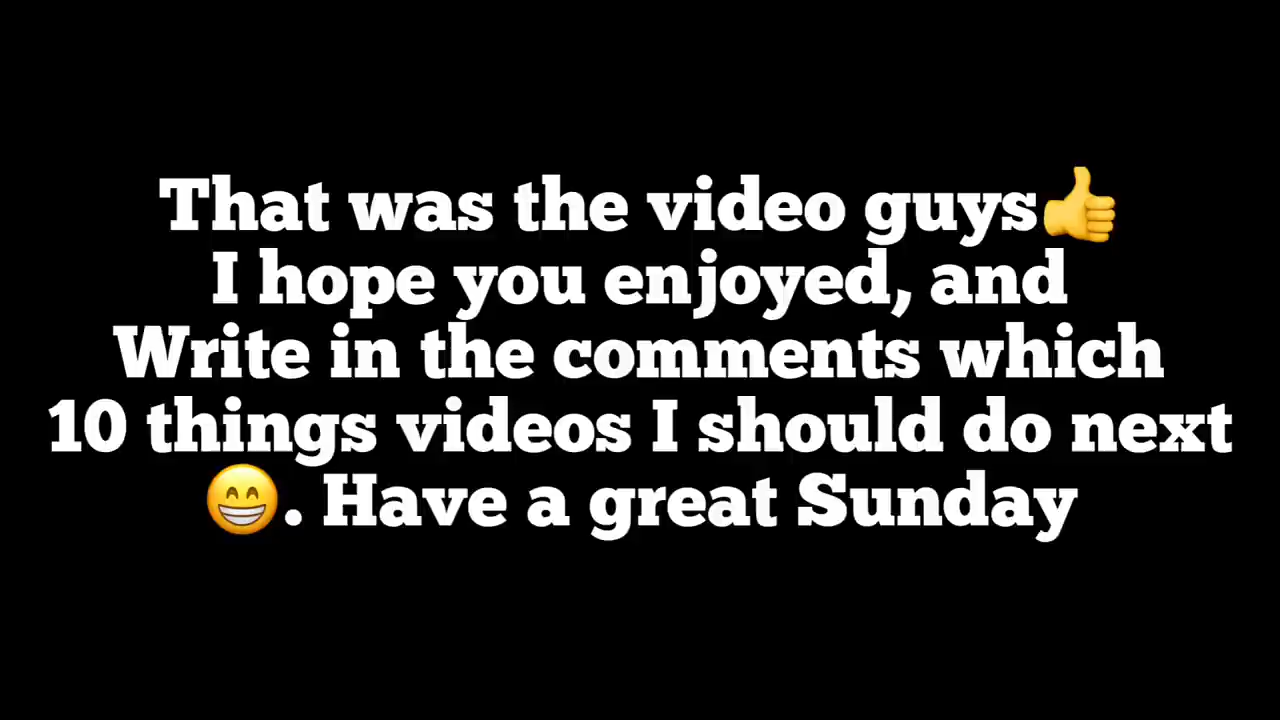 That was the video guys👍
I hope you enjoyed, and
Write in the comments which
10 things videos I should do next
😁. Have a great Sunday